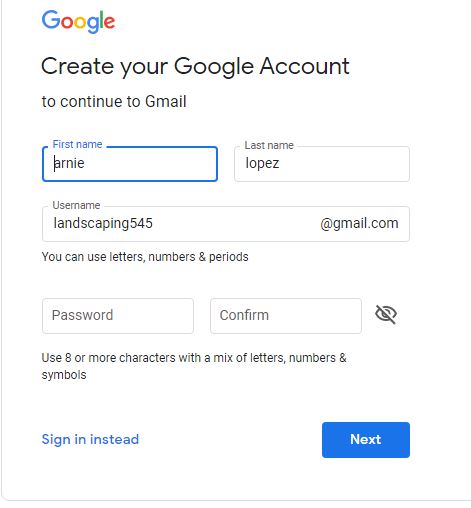 Google
Create your Google Account
to continue to Gmail
First name Last name
arnie lopez
Username
landscaping545 @gmail.com
You can use letters, numbers & periods
Password Confirm
Use 8 or more characters with a mix of letters, numbers &
symbols
Sign in instead Next